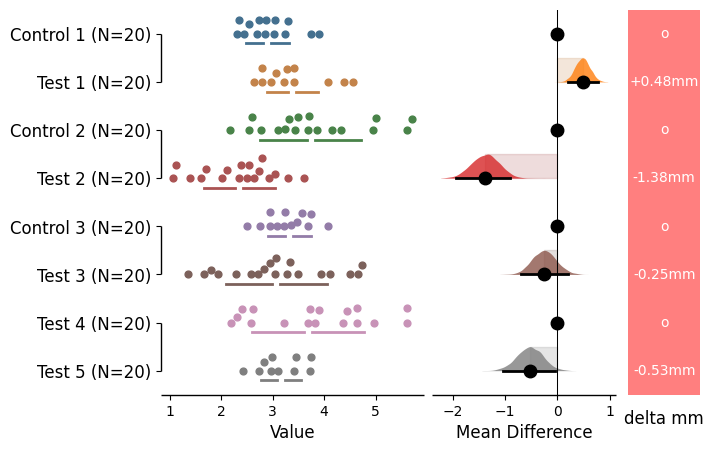 Control 1 (N=20)
o
Test 1 (N=20)
+0.48mm
Control 2 (N=20)
o
Test 2 (N=20)
-1.38mm
Control 3 (N=20)
o
Test 3 (N=20)
-0.25mm
Test 4 (N=20)
o
Test 5 (N=20)
-0.53mm
1 2 3 4 5
−2 −1 0 1
Value
Mean Difference
delta mm